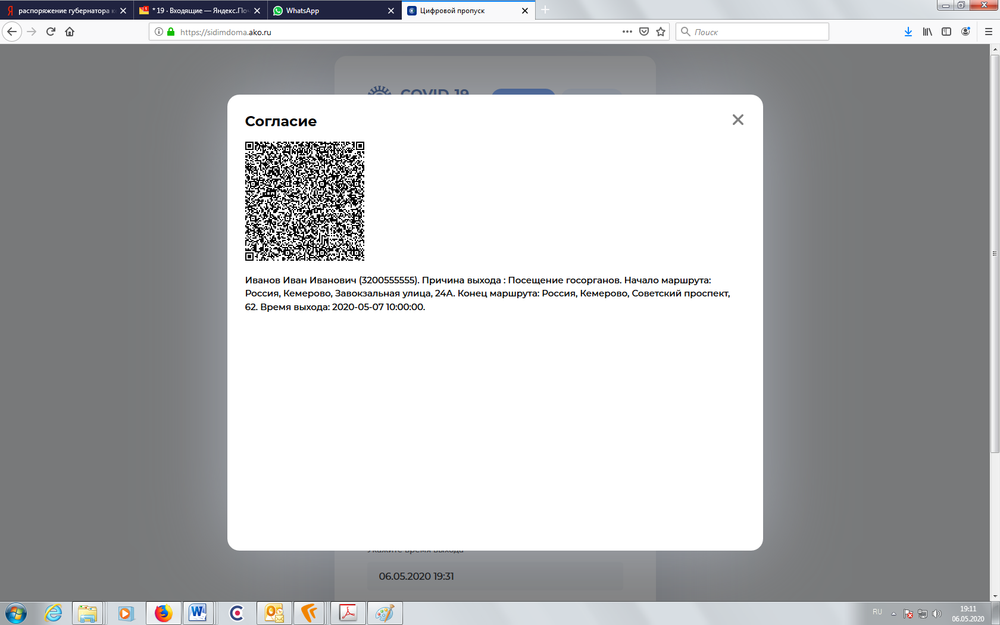 распоряжение губернатора к
* 19 · Входящие — Яндекс.Поч
WhatsApp
Цифровой пропуск
https://sidimdoma.ako.ru
Поиск
COVID-19
Согласие
Иванов Иван Иванович (3200555555). Причина выхода : Посещение госорганов. Начало маршрута:
Россия, Кемерово, Завокзальная улица, 24А. Конец маршрута: Россия, Кемерово, Советский проспект,
62. Время выхода: 2020-05-07 10:00:00.
Укажите время выхода
06.05.2020 19:31
RU
19:11
06.05.2020